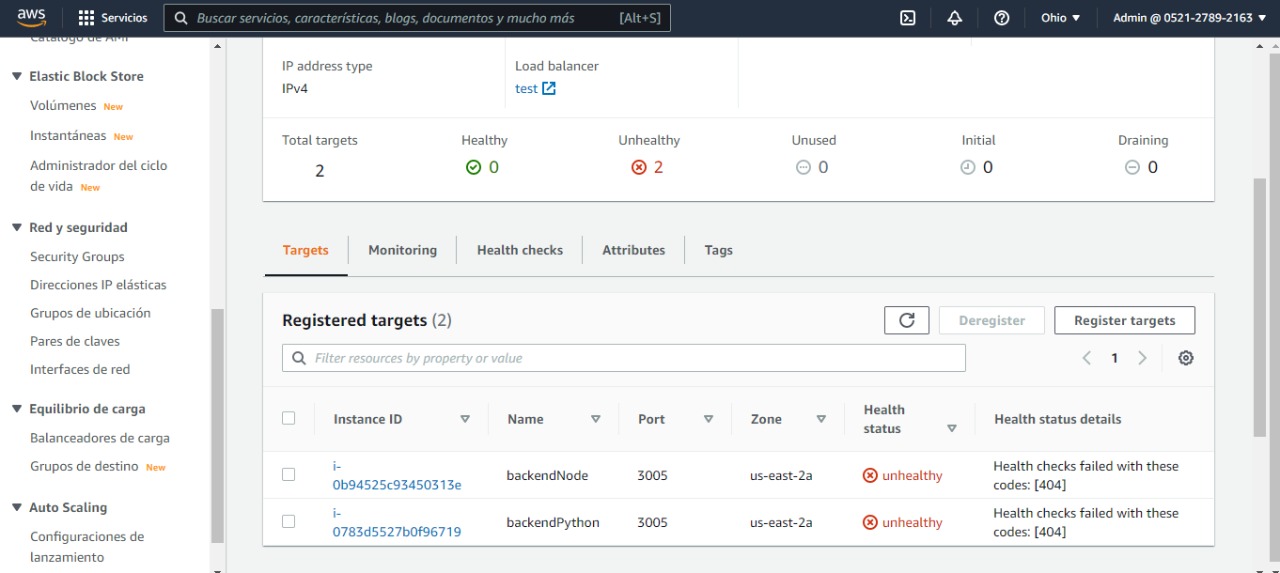 aws
Servicios
Buscar servicios, características, blogs, documentos y mucho más
[Alt+S]
Ohio ▼
Admin @ 0521-2789-2163 ▼
Catálogo de AMI
Elastic Block Store
Volúmenes New
Instantáneas New
Administrador del ciclo
de vida New
Red y seguridad
Security Groups
Direcciones IP elásticas
Grupos de ubicación
Pares de claves
Interfaces de red
Equilibrio de carga
Balanceadores de carga
Grupos de destino New
Auto Scaling
Configuraciones de
lanzamiento
IP address type
IPv4
Load balancer
test
Total targets
2
Healthy
0
Unhealthy
2
Unused
0
Initial
0
Draining
0
Targets
Monitoring
Health checks
Attributes
Tags
Registered targets (2)
Deregister
Register targets
Filter resources by property or value
1
Instance ID
Name
Port
Zone
Health
status
Health status details
i-
0b94525c93450313e
backendNode
3005
us-east-2a
unhealthy
Health checks failed with these
codes: [404]
i-
0783d5527b0f96719
backendPython
3005
us-east-2a
unhealthy
Health checks failed with these
codes: [404]